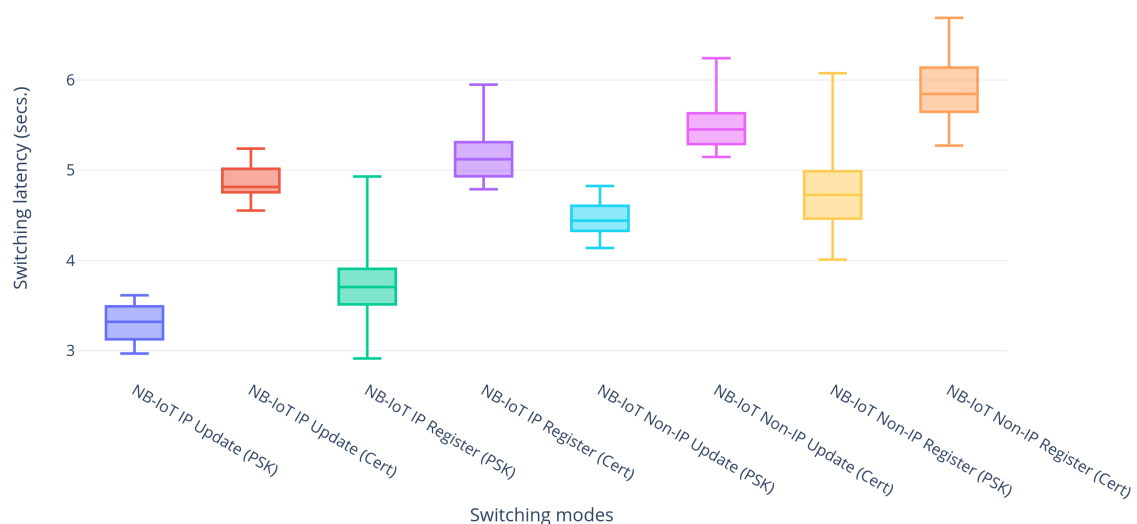 Switching latency (secs.)
6
5
4
3
NB-IoT IP Update (PSK)
NB-IoT IP Update (Cert)
NB-IoT IP Register (PSK)
NB-IoT IP Register (Cert)
NB-IoT Non-IP Update (PSK)
NB-IoT Non-IP Update (Cert)
NB-IoT Non-IP Register (PSK)
NB-IoT Non-IP Register (Cert)
Switching modes